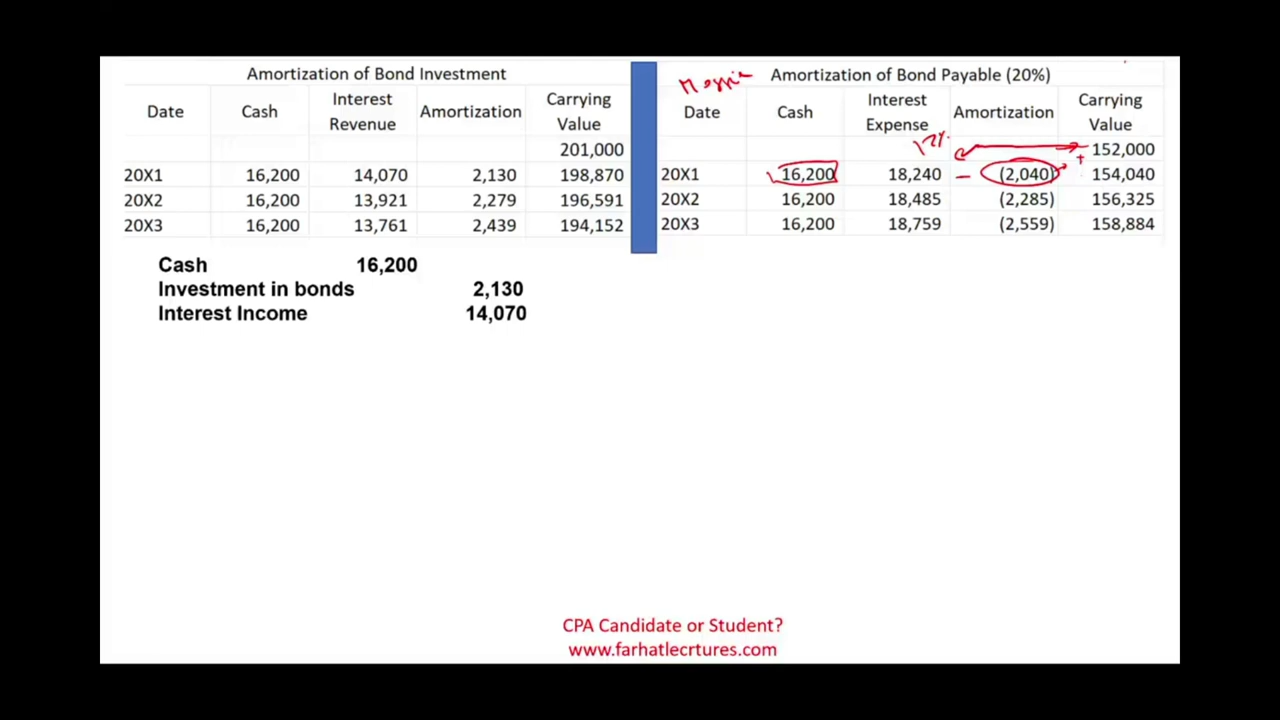 Amortization of Bond Investment
Date Cash Interest Revenue Amortization Carrying Value
201,000
20X1 16,200 14,070 2,130 198,870
20X2 16,200 13,921 2,279 196,591
20X3 16,200 13,761 2,439 194,152
Amortization of Bond Payable (20%)
Date Cash Interest Expense Amortization Carrying Value
12%
152,000
20X1 16,200 18,240 (2,040) 154,040
20X2 16,200 18,485 (2,285) 156,325
20X3 16,200 18,759 (2,559) 158,884
Cash 16,200
Investment in bonds 2,130
Interest Income 14,070
CPA Candidate or Student?
www.farhatlecrtures.com